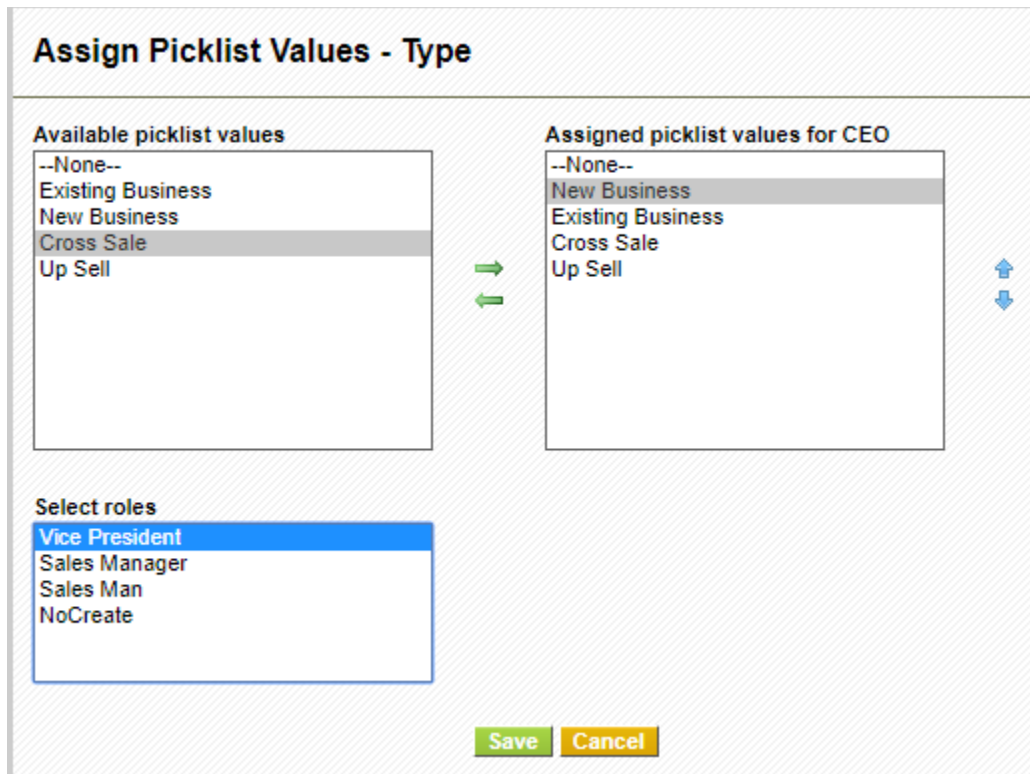 Assign Picklist Values - Type
Available picklist values
--None--
Existing Business
New Business
Cross Sale
Up Sell
Assigned picklist values for CEO
--None--
New Business
Existing Business
Cross Sale
Up Sell
Select roles
Vice President
Sales Manager
Sales Man
NoCreate
Save
Cancel